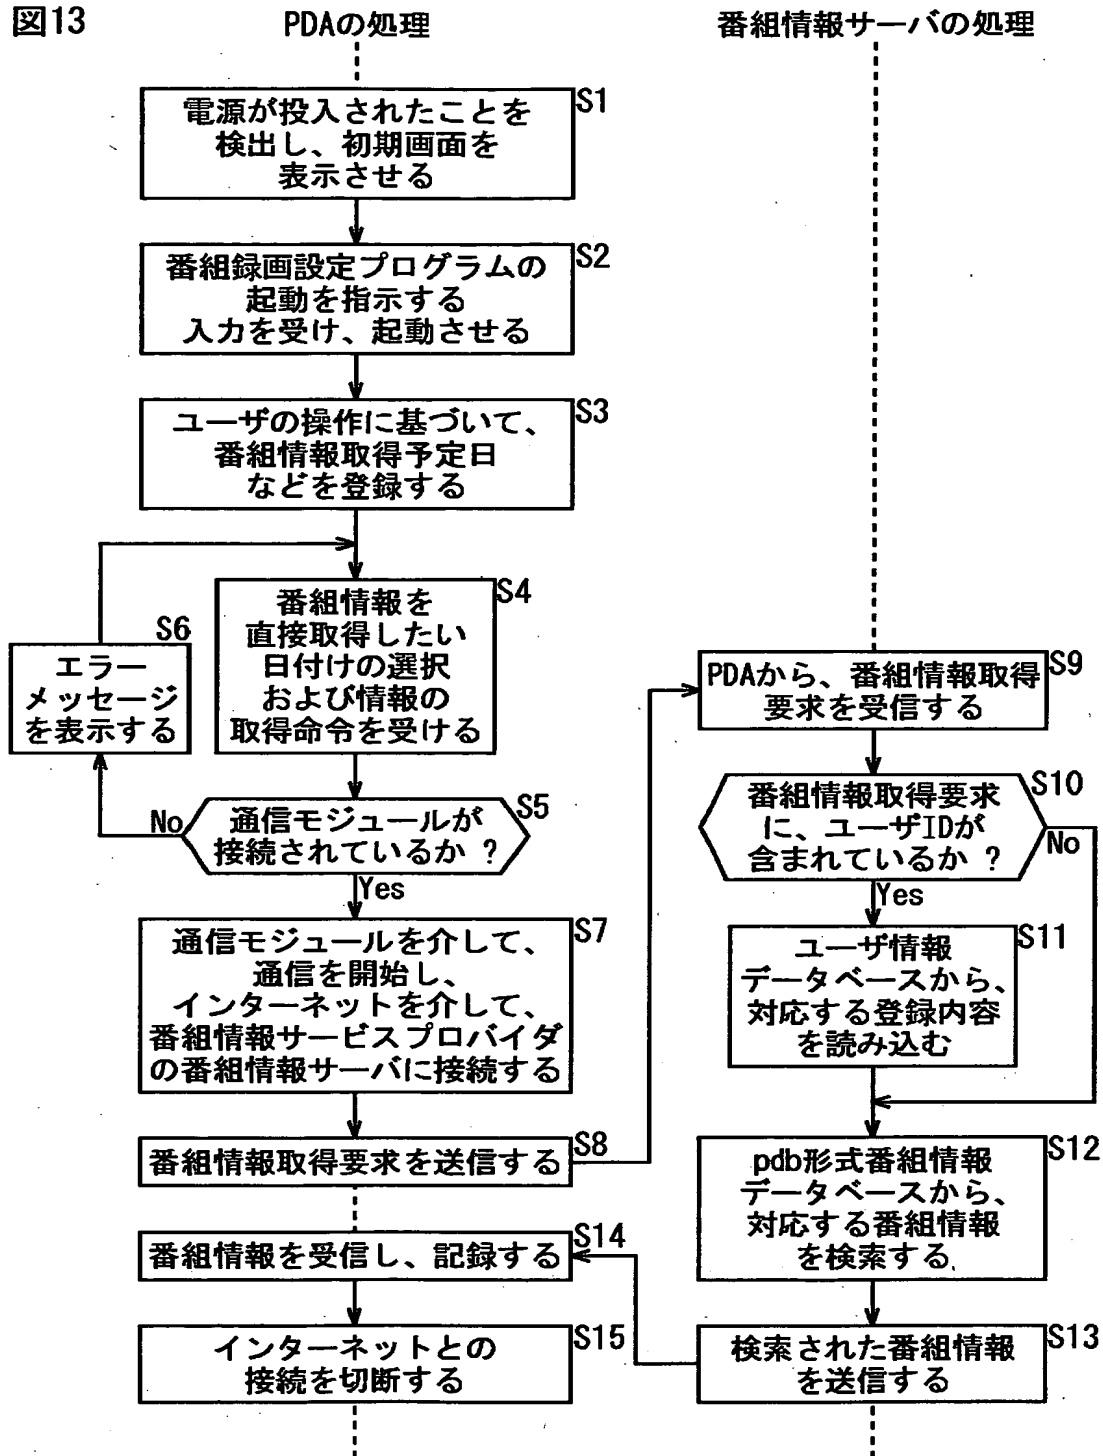 図13
PDAの処理
番組情報サーバの処理
S1
電源が投入されたことを
検出し、初期画面を
表示させる
S2
番組録画設定プログラムの
起動を指示する
入力を受け、起動させる
S3
ユーザの操作に基づいて、
番組情報取得予定日
などを登録する
S4
番組情報を
直接取得したい
日付けの選択
および情報の
取得命令を受ける
S6
エラー
メッセージ
を表示する
S5
通信モジュールが
接続されているか ?
No
Yes
S7
通信モジュールを介して、
通信を開始し、
インターネットを介して、
番組情報サービスプロバイダ
の番組情報サーバに接続する
S8
番組情報取得要求を送信する
S9
PDAから、番組情報取得
要求を受信する
S10
番組情報取得要求
に、ユーザIDが
含まれているか ?
No
Yes
S11
ユーザ情報
データベースから、
対応する登録内容
を読み込む
S12
pdb形式番組情報
データベースから、
対応する番組情報
を検索する
S13
検索された番組情報
を送信する
S14
番組情報を受信し、記録する
S15
インターネットとの
接続を切断する